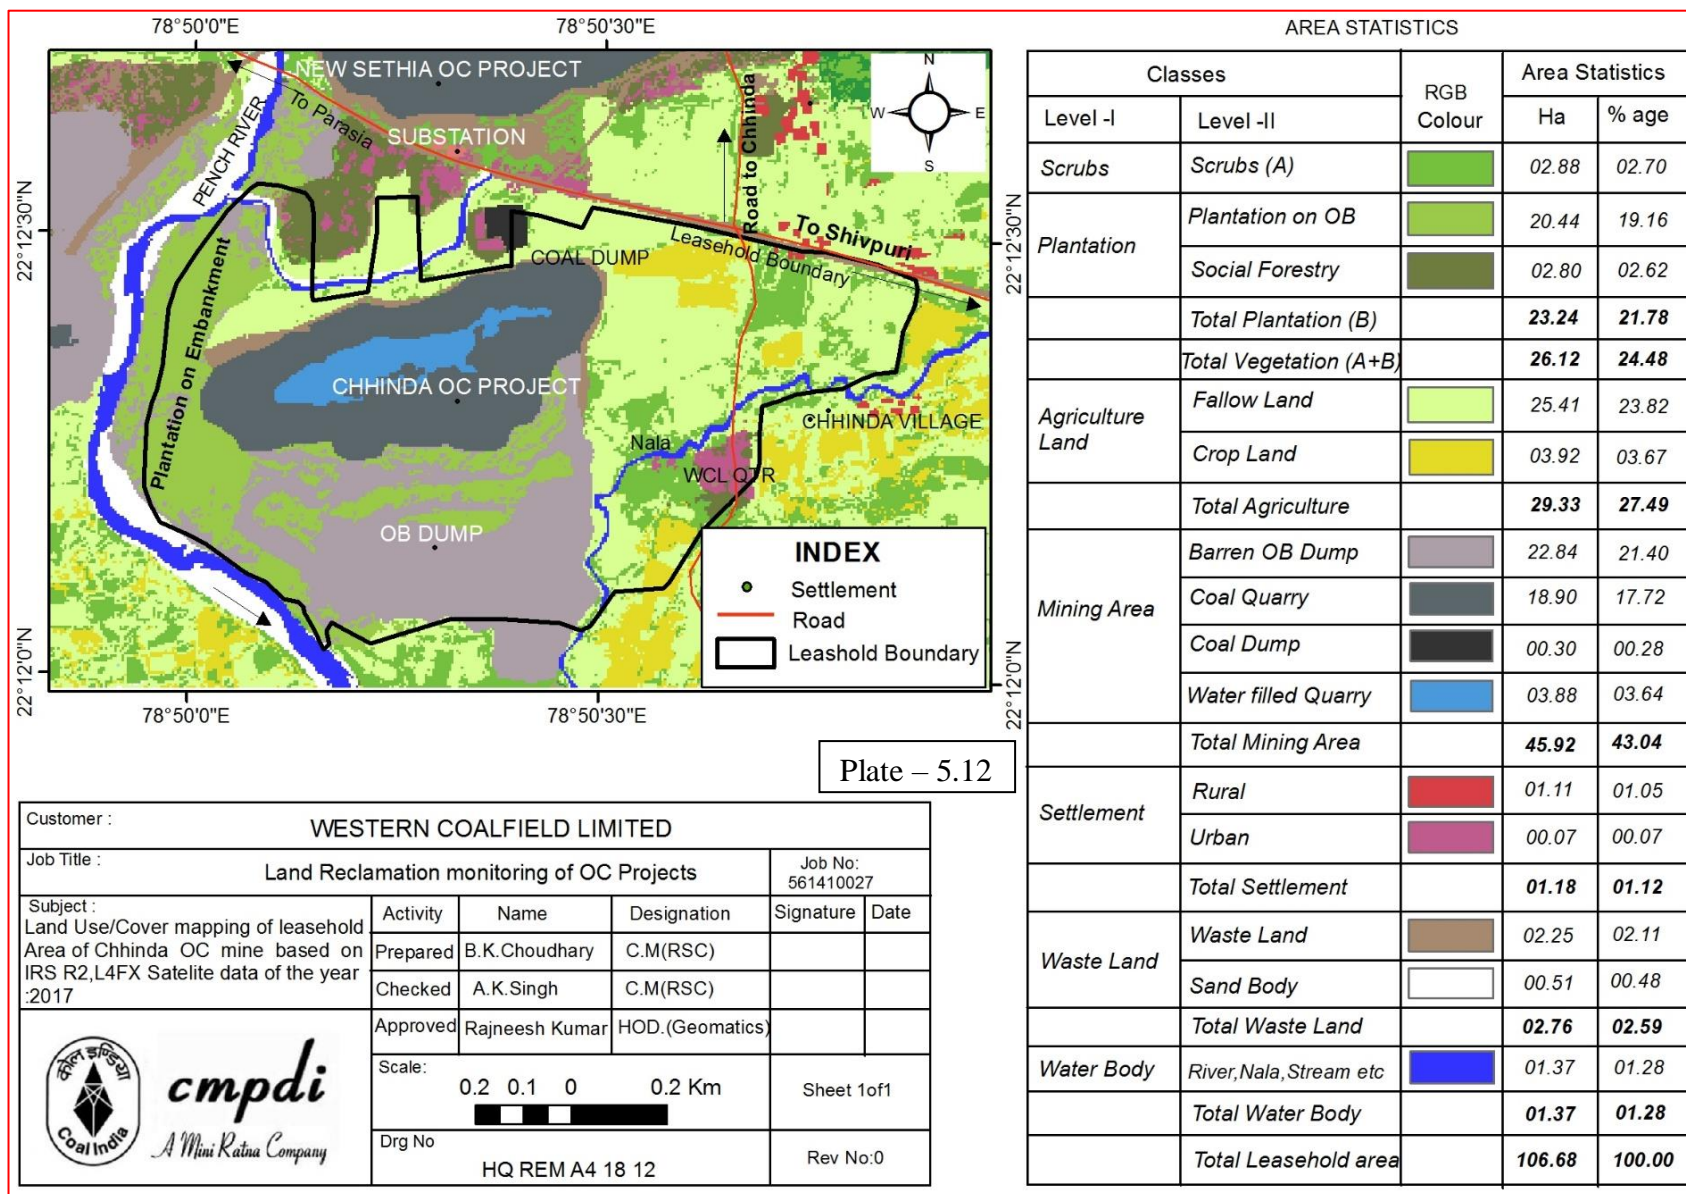 78°50'0"E
78°50'30"E
22°12'30"N
22°12'30"N
22°12'0"N
22°12'0"N
78°50'0"E
78°50'30"E
NEW SETHIA OC PROJECT
To Parasia
SUBSTATION
PENCH RIVER
Road to Chhinda
N
W
E
S
To Shivpuri
Leasehold Boundary
COAL DUMP
Plantation on Embankment
CHHINDA OC PROJECT
CHHINDA VILLAGE
Nala
WCL QTR
OB DUMP
INDEX
Settlement
Road
Leashold Boundary
Plate – 5.12
Customer :
WESTERN COALFIELD LIMITED
Job Title :
Land Reclamation monitoring of OC Projects
Job No:
561410027
Subject :
Land Use/Cover mapping of leasehold
Area of Chhinda OC mine based on
IRS R2,L4FX Satelite data of the year
:2017
Activity Name Designation Signature Date
Prepared B.K.Choudhary C.M(RSC)
Checked A.K.Singh C.M(RSC)
Approved Rajneesh Kumar HOD.(Geomatics)
कोल इण्डिया
Coal India
cmpdi
A Mini Ratna Company
Scale:
0.2 0.1 0 0.2 Km
Sheet 1of1
Drg No
HQ REM A4 18 12
Rev No:0
AREA STATISTICS
Classes RGB Colour Area Statistics
Level -I Level -II Ha % age
Scrubs Scrubs (A) 02.88 02.70
Plantation Plantation on OB 20.44 19.16
Social Forestry 02.80 02.62
Total Plantation (B) 23.24 21.78
Total Vegetation (A+B) 26.12 24.48
Agriculture Land Fallow Land 25.41 23.82
Crop Land 03.92 03.67
Total Agriculture 29.33 27.49
Mining Area Barren OB Dump 22.84 21.40
Coal Quarry 18.90 17.72
Coal Dump 00.30 00.28
Water filled Quarry 03.88 03.64
Total Mining Area 45.92 43.04
Settlement Rural 01.11 01.05
Urban 00.07 00.07
Total Settlement 01.18 01.12
Waste Land Waste Land 02.25 02.11
Sand Body 00.51 00.48
Total Waste Land 02.76 02.59
Water Body River,Nala,Stream etc 01.37 01.28
Total Water Body 01.37 01.28
Total Leasehold area 106.68 100.00